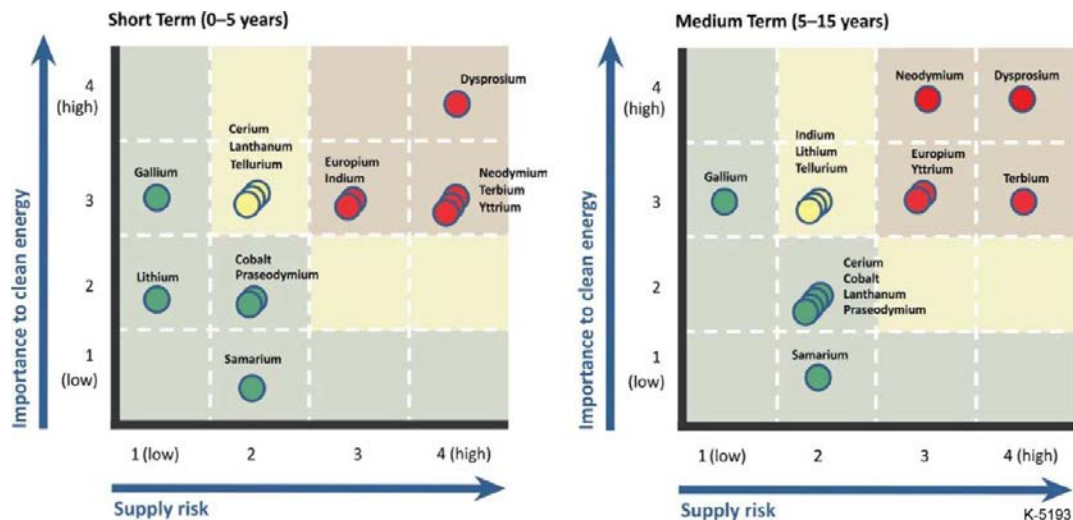 Short Term (0–5 years)
Importance to clean energy
4
(high)
3
2
1
(low)
Dysprosium
Cerium
Lanthanum
Tellurium
Gallium
Europium
Indium
Neodymium
Terbium
Yttrium
Lithium
Cobalt
Praseodymium
Samarium
1 (low)
2
3
4 (high)
Supply risk
Medium Term (5–15 years)
Importance to clean energy
4
(high)
3
2
1
(low)
Neodymium
Dysprosium
Indium
Lithium
Tellurium
Gallium
Europium
Yttrium
Terbium
Cerium
Cobalt
Lanthanum
Praseodymium
Samarium
1 (low)
2
3
4 (high)
Supply risk
K-5193